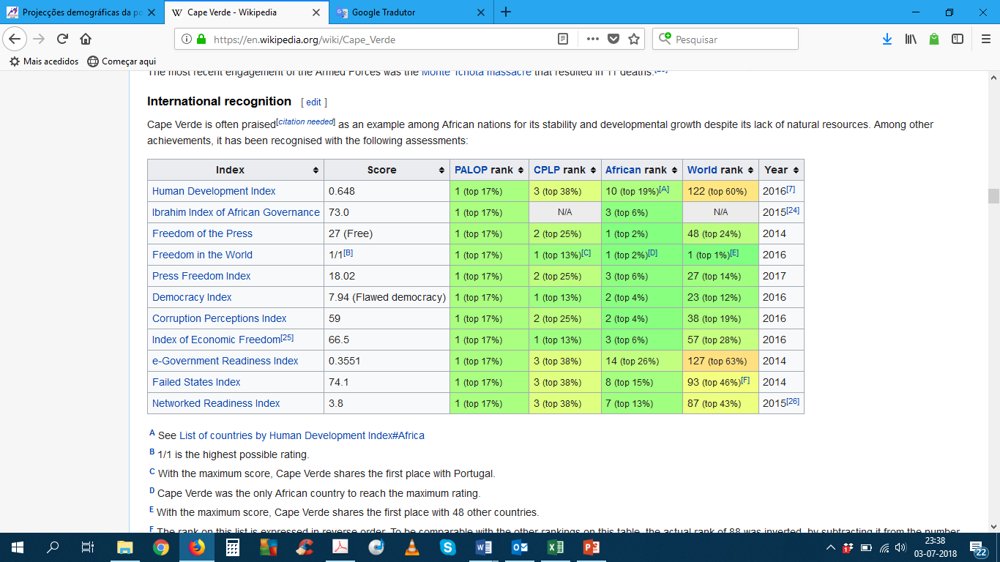 Projecções demográficas da po
Cape Verde - Wikipedia
Google Tradutor
https://en.wikipedia.org/wiki/Cape_Verde
Pesquisar
Mais acedidos
Começar aqui
The most recent engagement of the Armed Forces was the Monte Tchota massacre that resulted in 11 deaths.
International recognition [ edit ]
Cape Verde is often praised[citation needed] as an example among African nations for its stability and developmental growth despite its lack of natural resources. Among other
achievements, it has been recognised with the following assessments:
Index Score PALOP rank CPLP rank African rank World rank Year
Human Development Index 0.648 1 (top 17%) 3 (top 38%) 10 (top 19%)[A] 122 (top 60%) 2016[7]
Ibrahim Index of African Governance 73.0 1 (top 17%) N/A 3 (top 6%) N/A 2015[24]
Freedom of the Press 27 (Free) 1 (top 17%) 2 (top 25%) 1 (top 2%) 48 (top 24%) 2014
Freedom in the World 1/1[B] 1 (top 17%) 1 (top 13%)[C] 1 (top 2%)[D] 1 (top 1%)[E] 2016
Press Freedom Index 18.02 1 (top 17%) 2 (top 25%) 3 (top 6%) 27 (top 14%) 2017
Democracy Index 7.94 (Flawed democracy) 1 (top 17%) 1 (top 13%) 2 (top 4%) 23 (top 12%) 2016
Corruption Perceptions Index 59 1 (top 17%) 2 (top 25%) 2 (top 4%) 38 (top 19%) 2016
Index of Economic Freedom[25] 66.5 1 (top 17%) 1 (top 13%) 3 (top 6%) 57 (top 28%) 2016
e-Government Readiness Index 0.3551 1 (top 17%) 3 (top 38%) 14 (top 26%) 127 (top 63%) 2014
Failed States Index 74.1 1 (top 17%) 3 (top 38%) 8 (top 15%) 93 (top 46%)[F] 2014
Networked Readiness Index 3.8 1 (top 17%) 3 (top 38%) 7 (top 13%) 87 (top 43%) 2015[26]
A See List of countries by Human Development Index#Africa
B 1/1 is the highest possible rating.
C With the maximum score, Cape Verde shares the first place with Portugal.
D Cape Verde was the only African country to reach the maximum rating.
E With the maximum score, Cape Verde shares the first place with 48 other countries.
F The rank on this list is expressed in reverse order. To be comparable with the other rankings on this table, the actual rank of 88 was inverted, by subtracting it from the number
23:38
03-07-2018
22